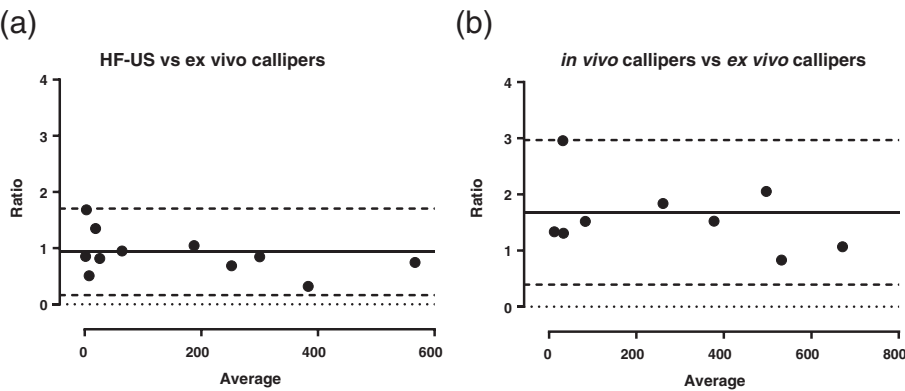 (a)
HF-US vs ex vivo callipers
4
3
2
1
0
Ratio
0 200 400 600
Average
(b)
in vivo callipers vs ex vivo callipers
4
3
2
1
0
Ratio
0 200 400 600 800
Average